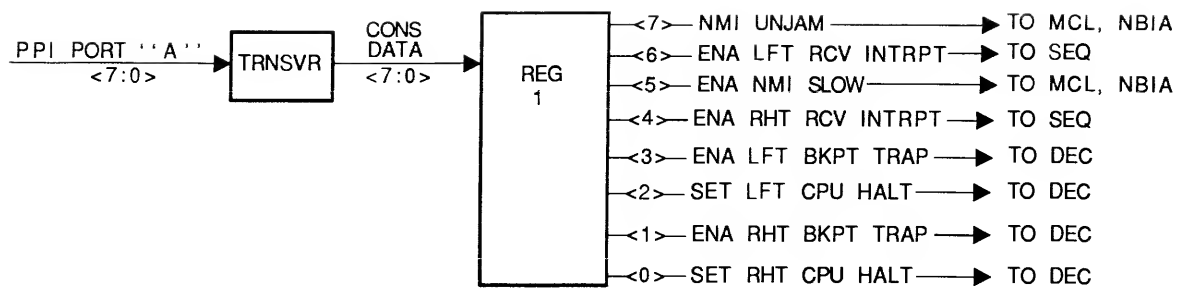 PPI PORT ''A''
<7:0>
TRNSVR
CONS
DATA
<7:0>
REG
1
<7> NMI UNJAM TO MCL, NBIA
<6> ENA LFT RCV INTRPT TO SEQ
<5> ENA NMI SLOW TO MCL, NBIA
<4> ENA RHT RCV INTRPT TO SEQ
<3> ENA LFT BKPT TRAP TO DEC
<2> SET LFT CPU HALT TO DEC
<1> ENA RHT BKPT TRAP TO DEC
<0> SET RHT CPU HALT TO DEC